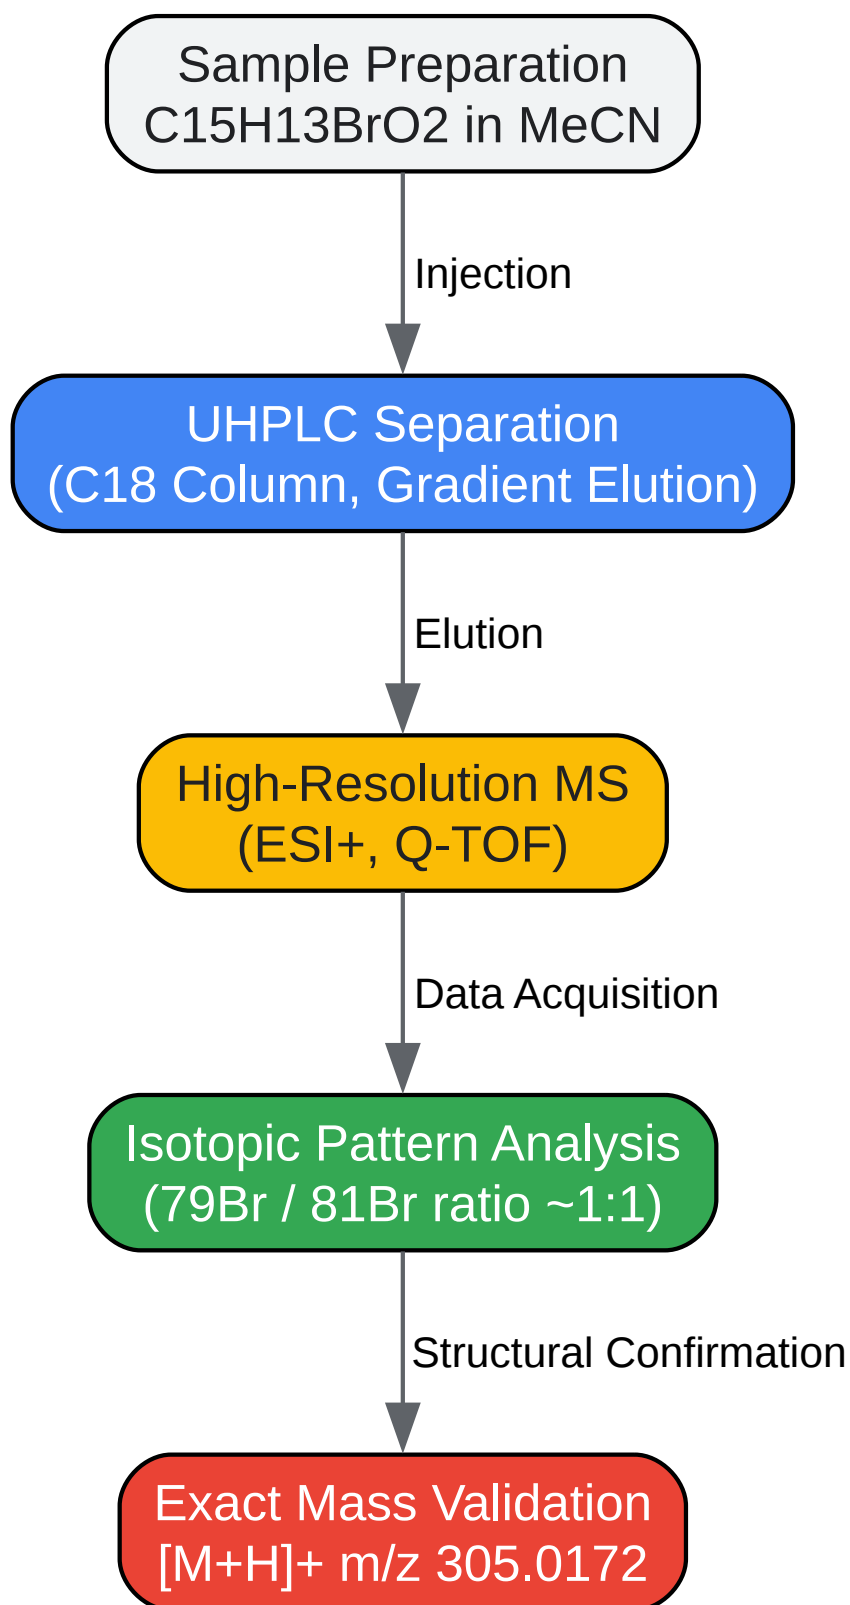 Sample Preparation
C15H13BrO2 in MeCN
Injection
UHPLC Separation
(C18 Column, Gradient Elution)
Elution
High-Resolution MS
(ESI+, Q-TOF)
Data Acquisition
Isotopic Pattern Analysis
(79Br / 81Br ratio ~1:1)
Structural Confirmation
Exact Mass Validation
[M+H]+ m/z 305.0172